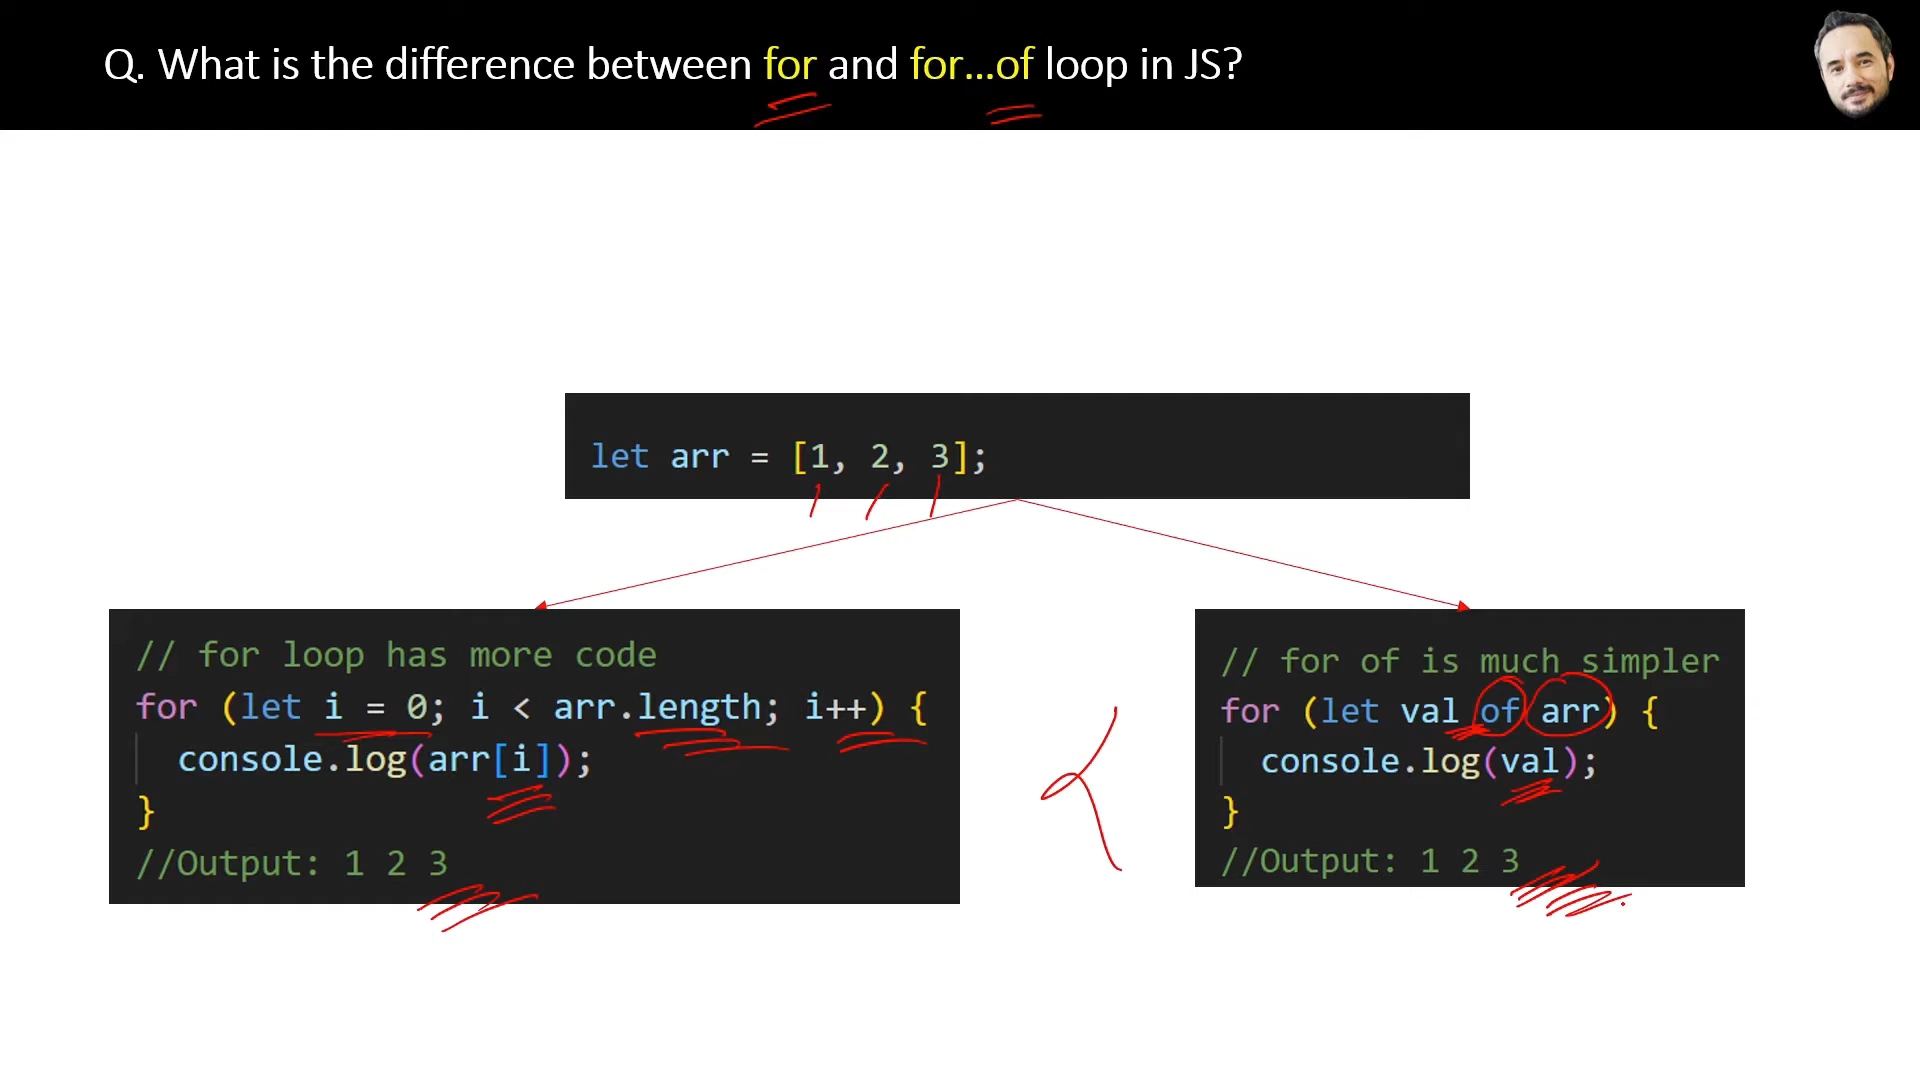 Q. What is the difference between for and for...of loop in JS?
let arr = [1, 2, 3];
// for loop has more code
for (let i = 0; i < arr.length; i++) {
console.log(arr[i]);
}
//Output: 1 2 3
// for of is much simpler
for (let val of arr) {
console.log(val);
}
//Output: 1 2 3